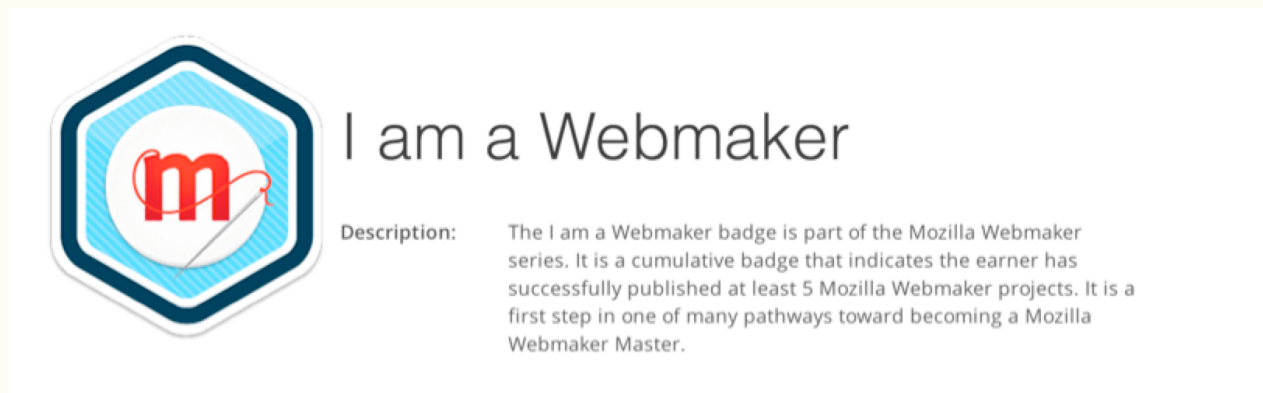 m
I am a Webmaker
Description:
The I am a Webmaker badge is part of the Mozilla Webmaker
series. It is a cumulative badge that indicates the earner has
successfully published at least 5 Mozilla Webmaker projects. It is a
first step in one of many pathways toward becoming a Mozilla
Webmaker Master.